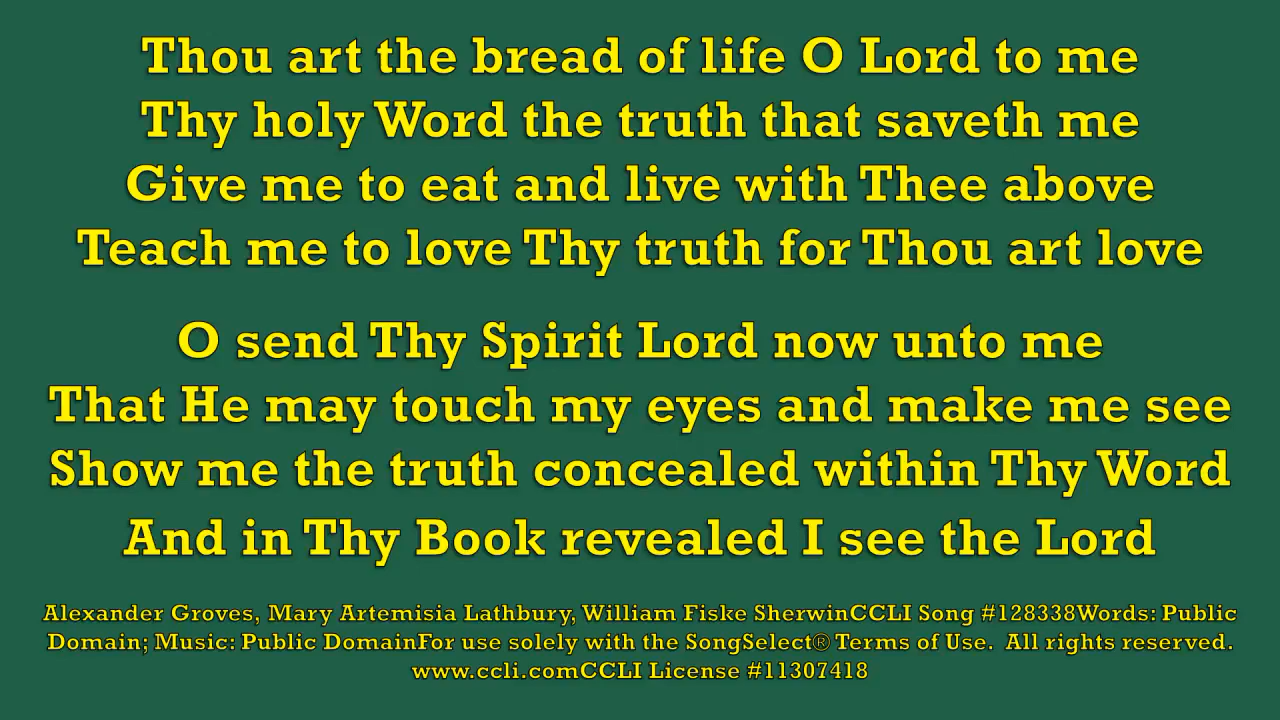 Thou art the bread of life O Lord to me
Thy holy Word the truth that saveth me
Give me to eat and live with Thee above
Teach me to love Thy truth for Thou art love
O send Thy Spirit Lord now unto me
That He may touch my eyes and make me see
Show me the truth concealed within Thy Word
And in Thy Book revealed I see the Lord
Alexander Groves, Mary Artemisia Lathbury, William Fiske SherwinCCLI Song #128338Words: Public
Domain; Music: Public DomainFor use solely with the SongSelect® Terms of Use.  All rights reserved.
www.ccli.comCCLI License #11307418